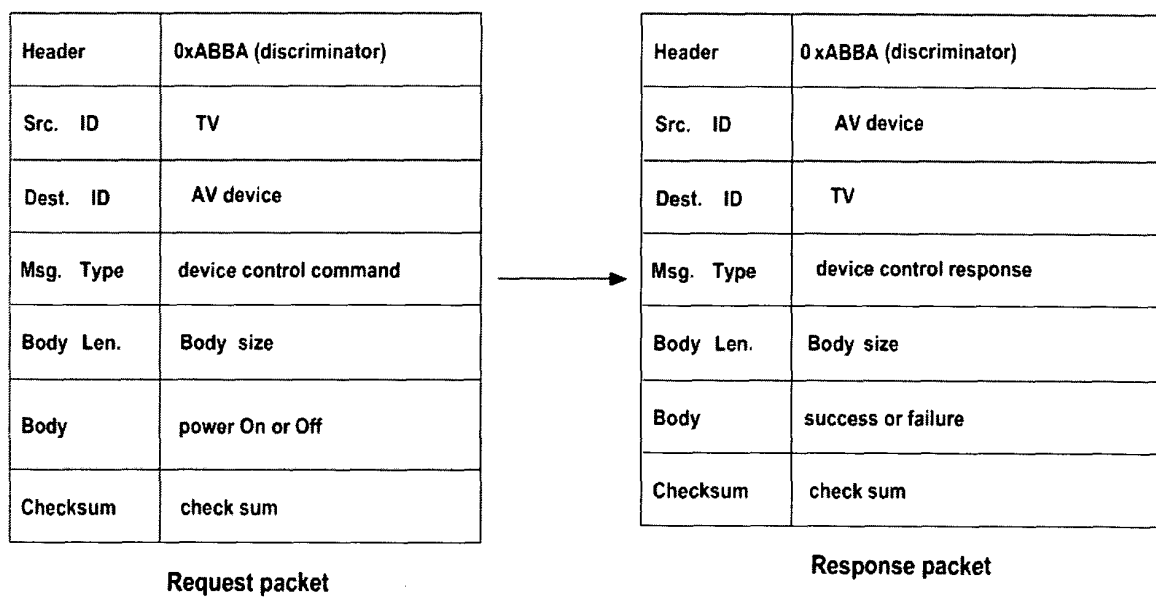 Header 0xABBA (discriminator)
Src. ID TV
Dest. ID AV device
Msg. Type device control command
Body Len. Body size
Body power On or Off
Checksum check sum
Request packet
Header 0xABBA (discriminator)
Src. ID AV device
Dest. ID TV
Msg. Type device control response
Body Len. Body size
Body success or failure
Checksum check sum
Response packet